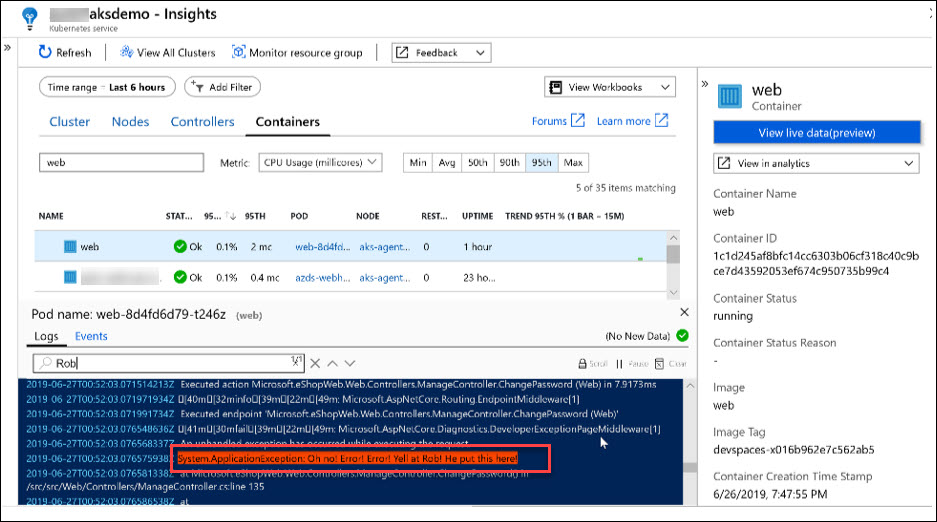 aksdemo - Insights
Kubernetes service
Refresh View All Clusters Monitor resource group Feedback
Time range = Last 6 hours Add Filter View Workbooks
Cluster Nodes Controllers Containers Forums Learn more
web Metric: CPU Usage (millicores) Min Avg 50th 90th 95th Max
5 of 35 items matching
NAME STAT... 95... 95TH POD NODE REST... UPTIME TREND 95TH % (1 BAR = 15M)
web Ok 0.1% 2 mc web-8d4fd... aks-agent... 0 1 hour
Ok 0.1% 0.4 mc azds-webh... aks-agent... 0 23 ho...
Pod name: web-8d4fd6d79-t246z (web)
Logs Events (No New Data)
Rob 1/1 Scroll Pause Clear
2019-06-27T00:52:03.071514213Z Executed action Microsoft.eShopWeb.Web.Controllers.ManageController.ChangePassword (Web) in 7.9173ms
2019-06-27T00:52:03.071971734Z □[40m□[32minfo□[39m□[22m□[49m: Microsoft.AspNetCore.Routing.EndpointMiddleware[1]
2019-06-27T00:52:03.071991734Z Executed endpoint 'Microsoft.eShopWeb.Web.Controllers.ManageController.ChangePassword (Web)'
2019-06-27T00:52:03.076548636Z □[41m□[30mfail□[39m□[22m□[49m: Microsoft.AspNetCore.Diagnostics.DeveloperExceptionPageMiddleware[1]
2019-06-27T00:52:03.076568337Z An unhandled exception has occurred while executing the request.
2019-06-27T00:52:03.076575938Z System.ApplicationException: Oh no! Error! Error! Yell at Rob! He put this here!
2019-06-27T00:52:03.076581338Z at Microsoft.eShopWeb.Web.Controllers.ManageController.ChangePassword() in
/src/src/Web/Controllers/ManageController.cs:line 135
2019-06-27T00:52:03.076586538Z at
web
Container
View live data(preview)
View in analytics
Container Name
web
Container ID
1c1d245af8bfc14cc6303b06cf318c40c9b
ce7d43592053ef674c950735b99c4
Container Status
running
Container Status Reason
-
Image
web
Image Tag
devspaces-x016b962e7c562ab5
Container Creation Time Stamp
6/26/2019, 7:47:55 PM